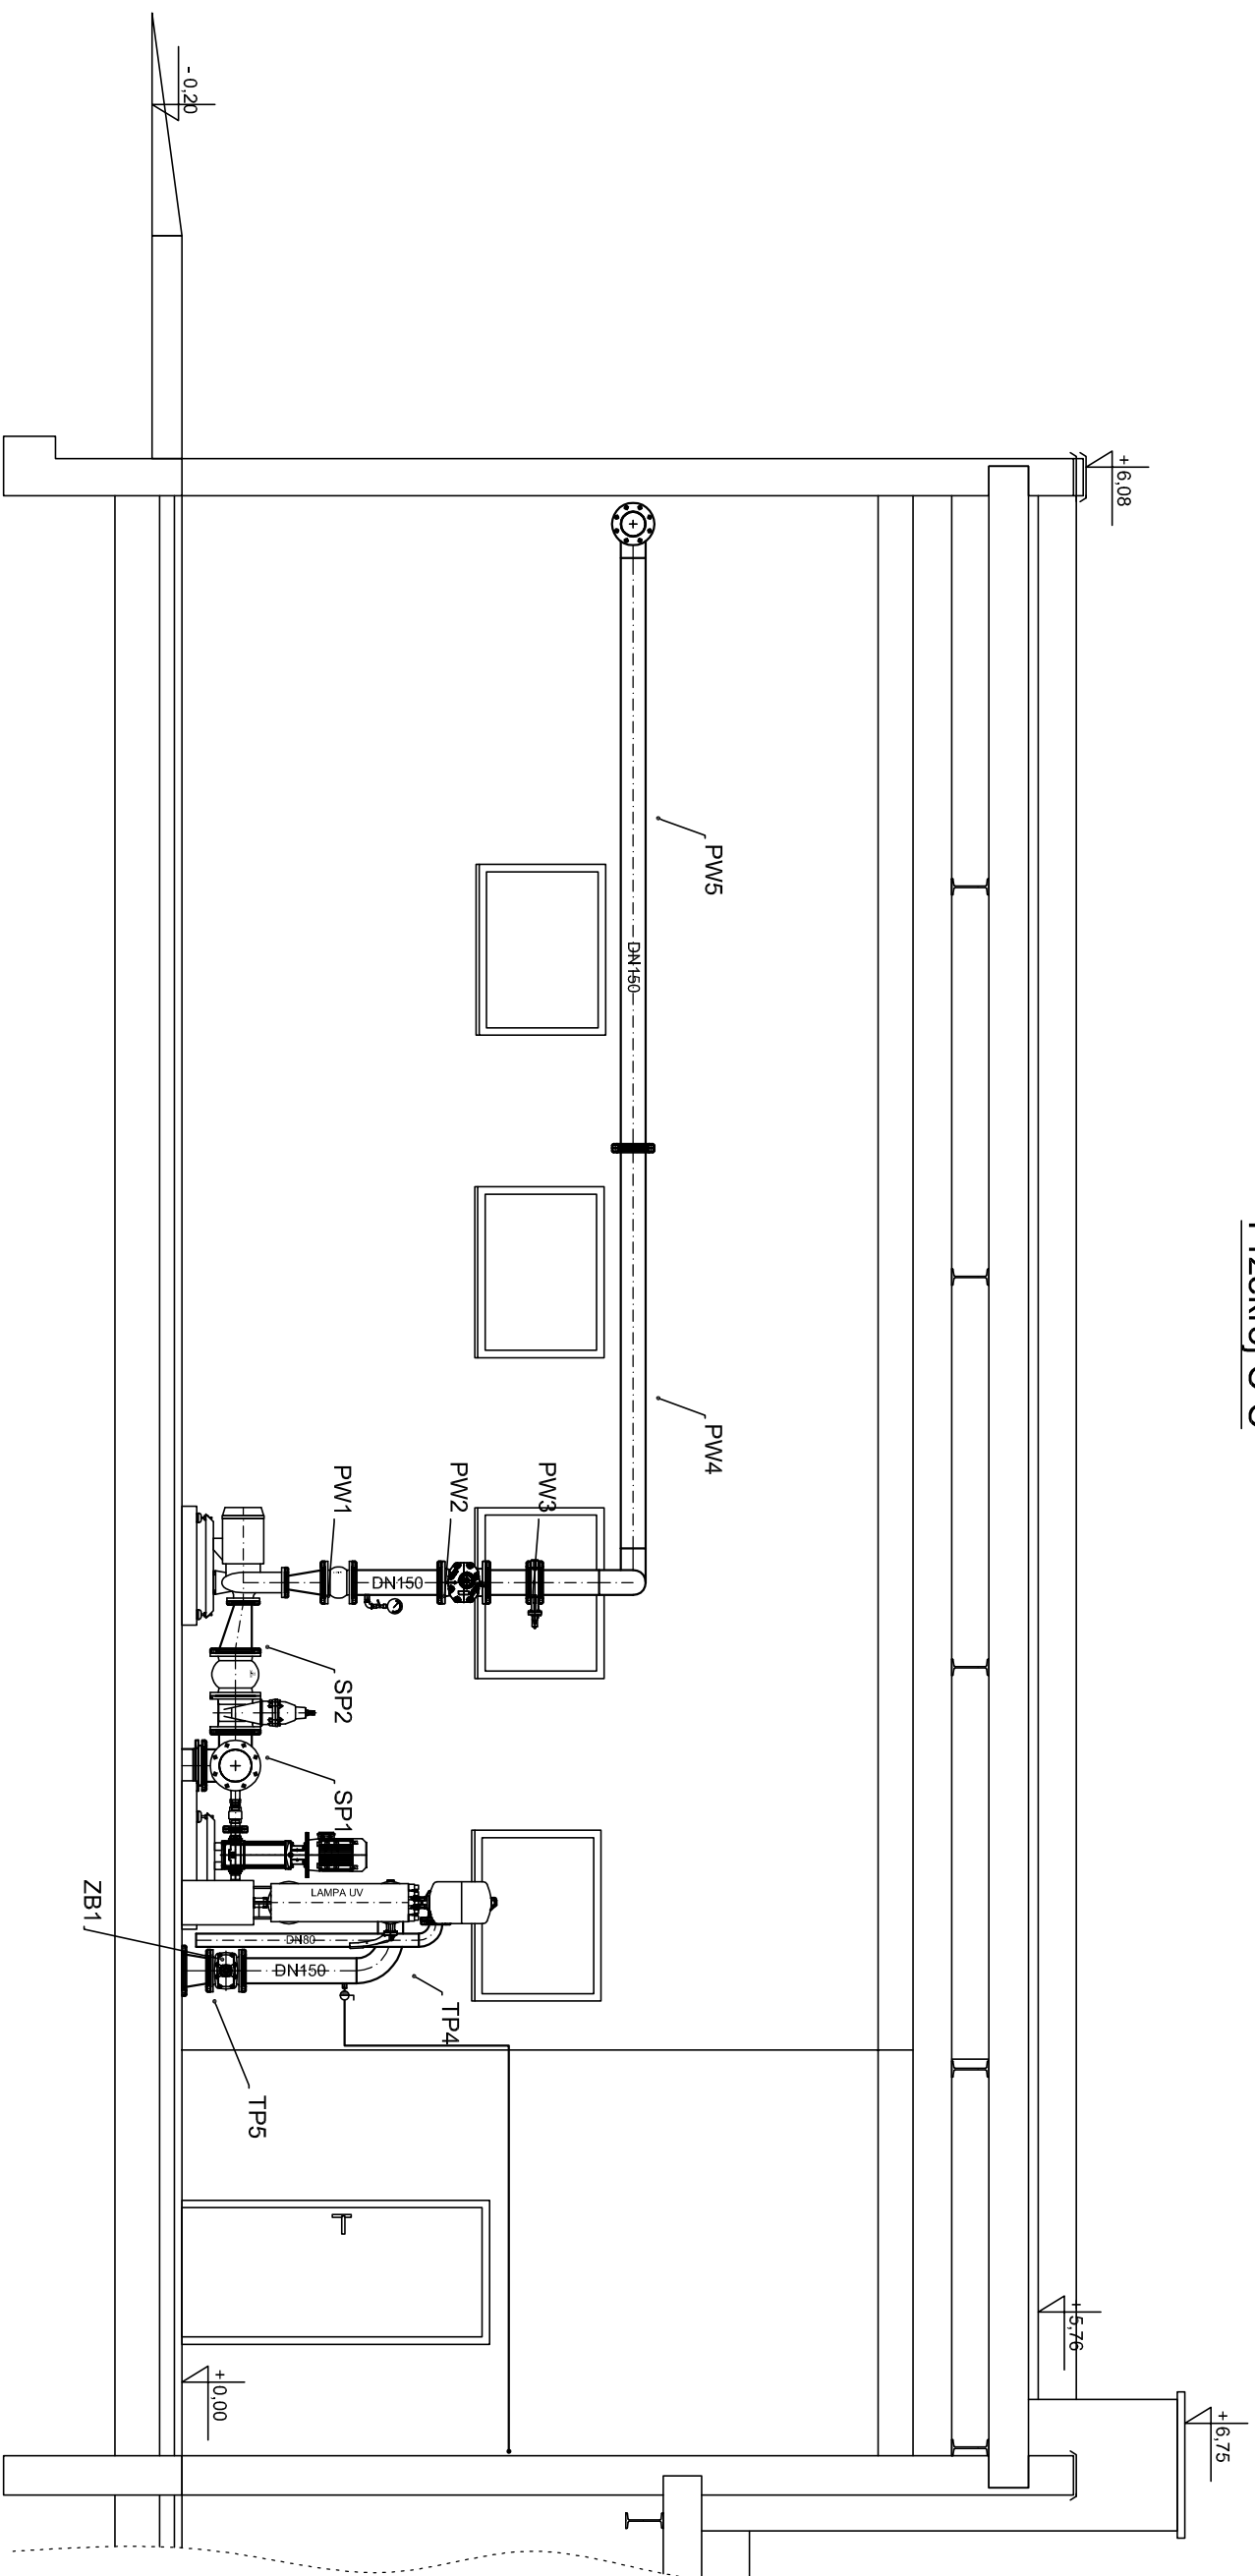 Przekrój
+ 6,75
+ 6,08
+ 5,76
PW5
PW4
DN150
PW3
PW2
TP4
DN150
PW1
SP2
SP1
LAMPA UV
DN80
DN150
TP5
+ 0,00
- 0,20
ZB1